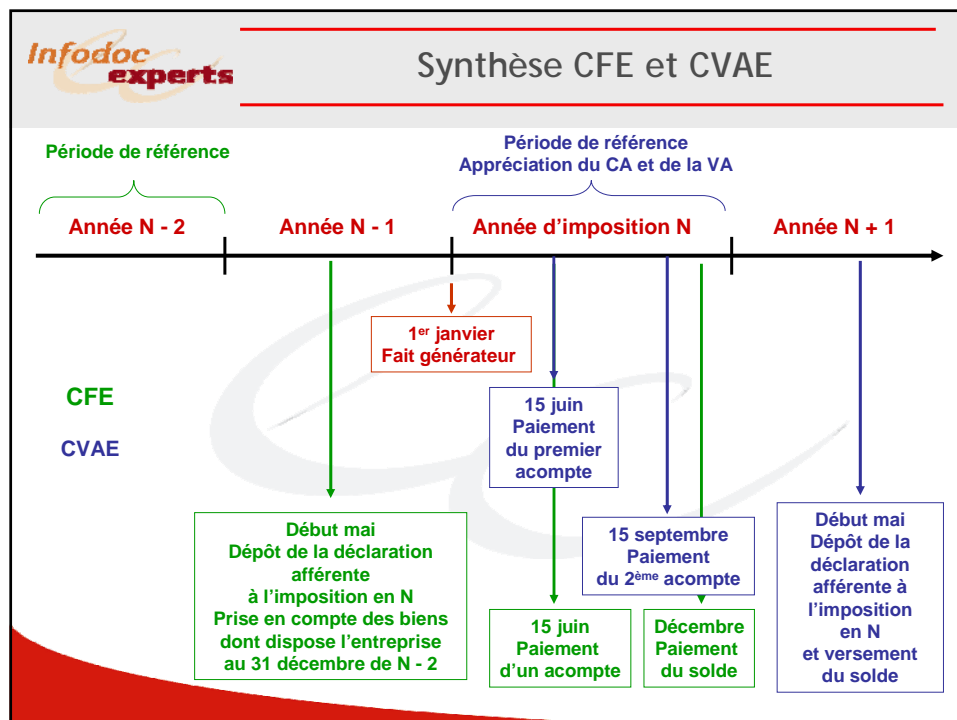 Infodoc
experts
Synthèse CFE et CVAE
Période de référence
Période de référence
Appréciation du CA et de la VA
Année N - 2
Année N - 1
Année d’imposition N
Année N + 1
1er janvier
Fait générateur
CFE
CVAE
15 juin
Paiement
du premier
acompte
Début mai
Dépôt de la déclaration
afférente
à l’imposition en N
Prise en compte des biens
dont dispose l’entreprise
au 31 décembre de N - 2
15 septembre
Paiement
du 2ème acompte
15 juin
Paiement
d’un acompte
Décembre
Paiement
du solde
Début mai
Dépôt de la
déclaration
afférente à
l’imposition
en N
et versement
du solde